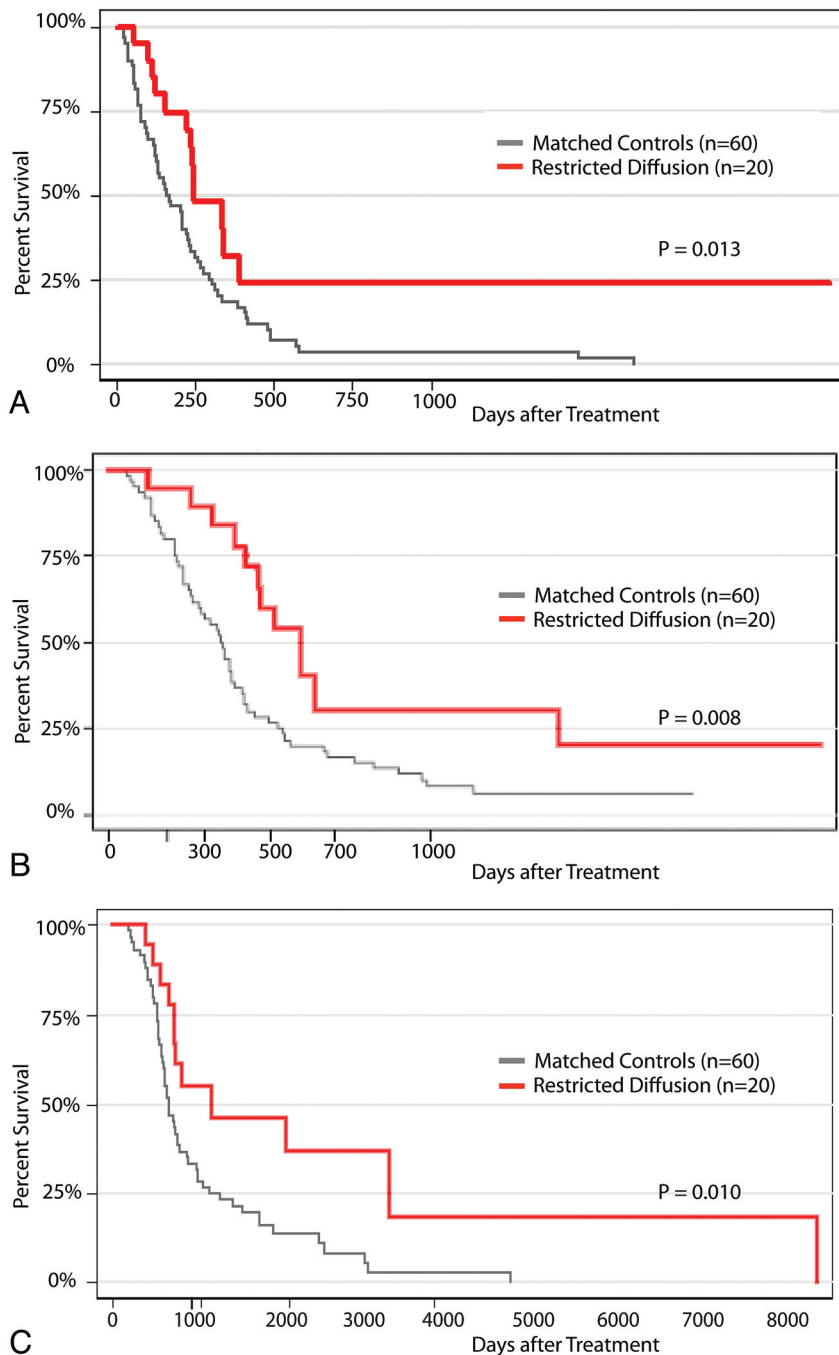 100%
75%
50%
25%
0%
Percent Survival
Matched Controls (n=60)
Restricted Diffusion (n=20)
P = 0.013
0 250 500 750 1000
Days after Treatment
A
100%
75%
50%
25%
0%
Percent Survival
Matched Controls (n=60)
Restricted Diffusion (n=20)
P = 0.008
0 300 500 700 1000
Days after Treatment
B
100%
75%
50%
25%
0%
Percent Survival
Matched Controls (n=60)
Restricted Diffusion (n=20)
P = 0.010
0 1000 2000 3000 4000 5000 6000 7000 8000
Days after Treatment
C